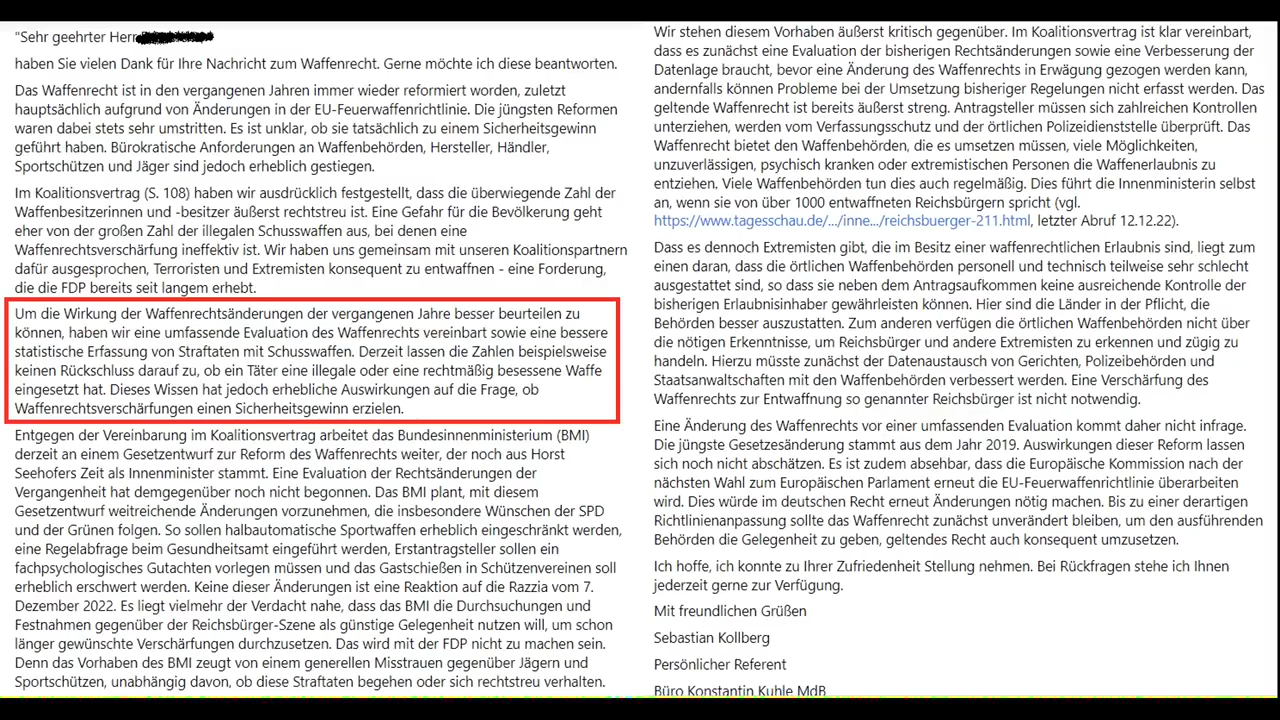 "Sehr geehrter Herr
haben Sie vielen Dank für Ihre Nachricht zum Waffenrecht. Gerne möchte ich diese beantworten.
Das Waffenrecht ist in den vergangenen Jahren immer wieder reformiert worden, zuletzt
hauptsächlich aufgrund von Änderungen in der EU-Feuerwaffenrichtlinie. Die jüngsten Reformen
waren dabei stets sehr umstritten. Es ist unklar, ob sie tatsächlich zu einem Sicherheitsgewinn
geführt haben. Bürokratische Anforderungen an Waffenbehörden, Hersteller, Händler,
Sportschützen und Jäger sind jedoch erheblich gestiegen.
Im Koalitionsvertrag (S. 108) haben wir ausdrücklich festgestellt, dass die überwiegende Zahl der
Waffenbesitzerinnen und -besitzer äußerst rechtstreu ist. Eine Gefahr für die Bevölkerung geht
eher von der großen Zahl der illegalen Schusswaffen aus, bei denen eine
Waffenrechtsverschärfung ineffektiv ist. Wir haben uns gemeinsam mit unseren Koalitionspartnern
dafür ausgesprochen, Terroristen und Extremisten konsequent zu entwaffnen - eine Forderung,
die die FDP bereits seit langem erhebt.
Um die Wirkung der Waffenrechtsänderungen der vergangenen Jahre besser beurteilen zu
können, haben wir eine umfassende Evaluation des Waffenrechts vereinbart sowie eine bessere
statistische Erfassung von Straftaten mit Schusswaffen. Derzeit lassen die Zahlen beispielsweise
keinen Rückschluss darauf zu, ob ein Täter eine illegale oder eine rechtmäßig besessene Waffe
eingesetzt hat. Dieses Wissen hat jedoch erhebliche Auswirkungen auf die Frage, ob
Waffenrechtsverschärfungen einen Sicherheitsgewinn erzielen.
Entgegen der Vereinbarung im Koalitionsvertrag arbeitet das Bundesinnenministerium (BMI)
derzeit an einem Gesetzentwurf zur Reform des Waffenrechts weiter, der noch aus Horst
Seehofers Zeit als Innenminister stammt. Eine Evaluation der Rechtsänderungen der
Vergangenheit hat demgegenüber noch nicht begonnen. Das BMI plant, mit diesem
Gesetzentwurf weitreichende Änderungen vorzunehmen, die insbesondere Wünschen der SPD
und der Grünen folgen. So sollen halbautomatische Sportwaffen erheblich eingeschränkt werden,
eine Regelabfrage beim Gesundheitsamt eingeführt werden, Erstantragsteller sollen ein
fachpsychologisches Gutachten vorlegen müssen und das Gastschießen in Schützenvereinen soll
erheblich erschwert werden. Keine dieser Änderungen ist eine Reaktion auf die Razzia vom 7.
Dezember 2022. Es liegt vielmehr der Verdacht nahe, dass das BMI die Durchsuchungen und
Festnahmen gegenüber der Reichsbürger-Szene als günstige Gelegenheit nutzen will, um schon
länger gewünschte Verschärfungen durchzusetzen. Das wird mit der FDP nicht zu machen sein.
Denn das Vorhaben des BMI zeugt von einem generellen Misstrauen gegenüber Jägern und
Sportschützen, unabhängig davon, ob diese Straftaten begehen oder sich rechtstreu verhalten.
Wir stehen diesem Vorhaben äußerst kritisch gegenüber. Im Koalitionsvertrag ist klar vereinbart,
dass es zunächst eine Evaluation der bisherigen Rechtsänderungen sowie eine Verbesserung der
Datenlage braucht, bevor eine Änderung des Waffenrechts in Erwägung gezogen werden kann,
andernfalls können Probleme bei der Umsetzung bisheriger Regelungen nicht erfasst werden. Das
geltende Waffenrecht ist bereits äußerst streng. Antragsteller müssen sich zahlreichen Kontrollen
unterziehen, werden vom Verfassungsschutz und der örtlichen Polizeidienststelle überprüft. Das
Waffenrecht bietet den Waffenbehörden, die es umsetzen müssen, viele Möglichkeiten,
unzuverlässigen, psychisch kranken oder extremistischen Personen die Waffenerlaubnis zu
entziehen. Viele Waffenbehörden tun dies auch regelmäßig. Dies führt die Innenministerin selbst
an, wenn sie von über 1000 entwaffneten Reichsbürgern spricht (vgl.
https://www.tagesschau.de/.../inne.../reichsbuerger-211.html, letzter Abruf 12.12.22).
Dass es dennoch Extremisten gibt, die im Besitz einer waffenrechtlichen Erlaubnis sind, liegt zum
einen daran, dass die örtlichen Waffenbehörden personell und technisch teilweise sehr schlecht
ausgestattet sind, so dass sie neben dem Antragsaufkommen keine ausreichende Kontrolle der
bisherigen Erlaubnisinhaber gewährleisten können. Hier sind die Länder in der Pflicht, die
Behörden besser auszustatten. Zum anderen verfügen die örtlichen Waffenbehörden nicht über
die nötigen Erkenntnisse, um Reichsbürger und andere Extremisten zu erkennen und zügig zu
handeln. Hierzu müsste zunächst der Datenaustausch von Gerichten, Polizeibehörden und
Staatsanwaltschaften mit den Waffenbehörden verbessert werden. Eine Verschärfung des
Waffenrechts zur Entwaffnung so genannter Reichsbürger ist nicht notwendig.
Eine Änderung des Waffenrechts vor einer umfassenden Evaluation kommt daher nicht infrage.
Die jüngste Gesetzesänderung stammt aus dem Jahr 2019. Auswirkungen dieser Reform lassen
sich noch nicht abschätzen. Es ist zudem absehbar, dass die Europäische Kommission nach der
nächsten Wahl zum Europäischen Parlament erneut die EU-Feuerwaffenrichtlinie überarbeiten
wird. Dies würde im deutschen Recht erneut Änderungen nötig machen. Bis zu einer derartigen
Richtlinienanpassung sollte das Waffenrecht zunächst unverändert bleiben, um den ausführenden
Behörden die Gelegenheit zu geben, geltendes Recht auch konsequent umzusetzen.
Ich hoffe, ich konnte zu Ihrer Zufriedenheit Stellung nehmen. Bei Rückfragen stehe ich Ihnen
jederzeit gerne zur Verfügung.
Mit freundlichen Grüßen
Sebastian Kollberg
Persönlicher Referent
Büro Konstantin Kuhle MdB